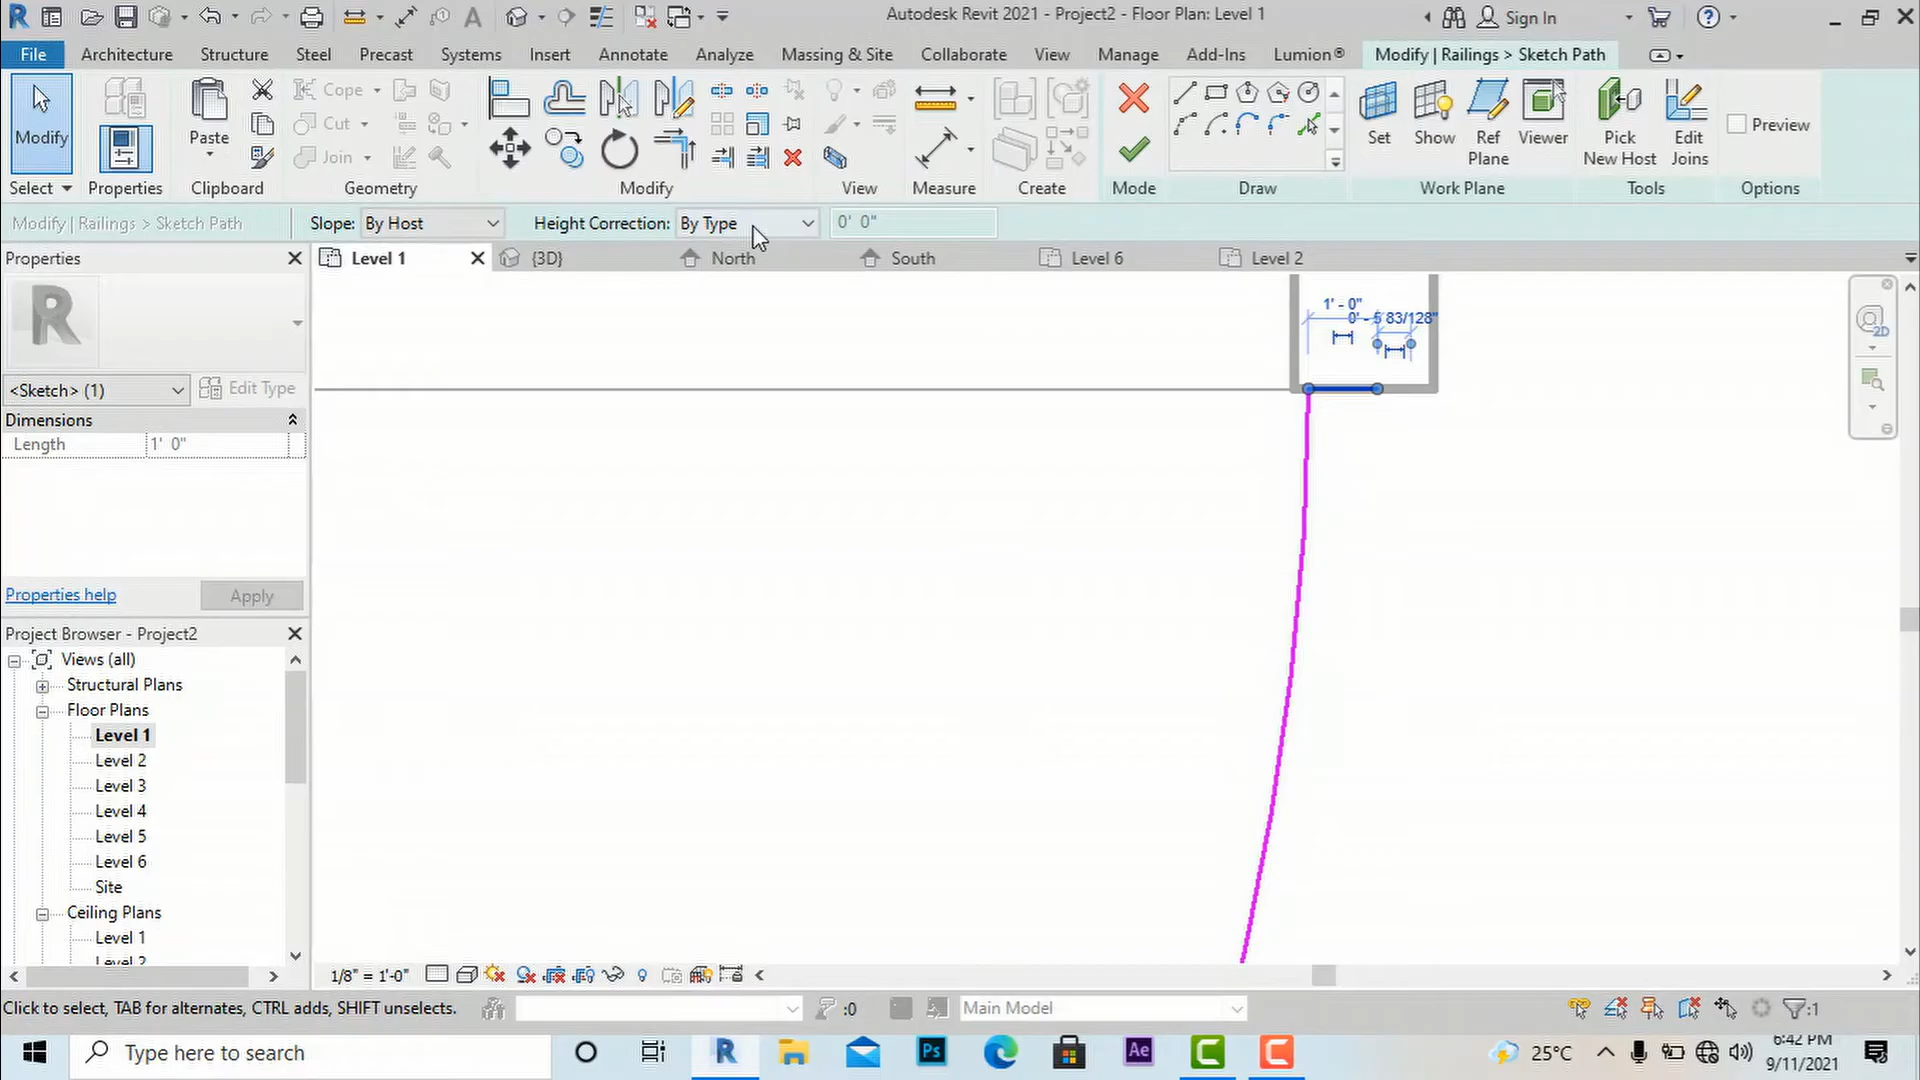 Autodesk Revit 2021 - Project2 - Floor Plan: Level 1
Sign In
File Architecture Structure Steel Precast Systems Insert Annotate Analyze Massing & Site Collaborate View Manage Add-Ins Lumion® Modify | Railings > Sketch Path
Modify
Paste
Cope
Cut
Join
Set
Show
Ref
Plane
Viewer
Pick
New Host
Edit
Joins
Preview
Select Properties Clipboard Geometry Modify View Measure Create Mode Draw Work Plane Tools Options
Modify | Railings > Sketch Path
Slope: By Host
Height Correction: By Type
0' 0"
Properties
Level 1
{3D}
North
South
Level 6
Level 2
R
1' - 0"
0' - 5 83/128"
2D
<Sketch> (1)
Edit Type
Dimensions
Length 1' 0"
Properties help
Apply
Project Browser - Project2
Views (all)
Structural Plans
Floor Plans
Level 1
Level 2
Level 3
Level 4
Level 5
Level 6
Site
Ceiling Plans
Level 1
Level 2
1/8" = 1'-0"
Click to select, TAB for alternates, CTRL adds, SHIFT unselects.
:0
Main Model
:1
Type here to search
R
Ps
Ae
25°C
6:42 PM
9/11/2021